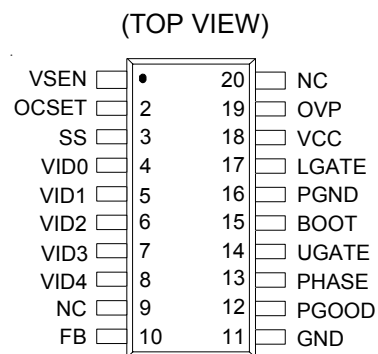 (TOP VIEW)
VSEN 20 NC
OCSET 2 19 OVP
SS 3 18 VCC
VID0 4 17 LGATE
VID1 5 16 PGND
VID2 6 15 BOOT
VID3 7 14 UGATE
VID4 8 13 PHASE
NC 9 12 PGOOD
FB 10 11 GND